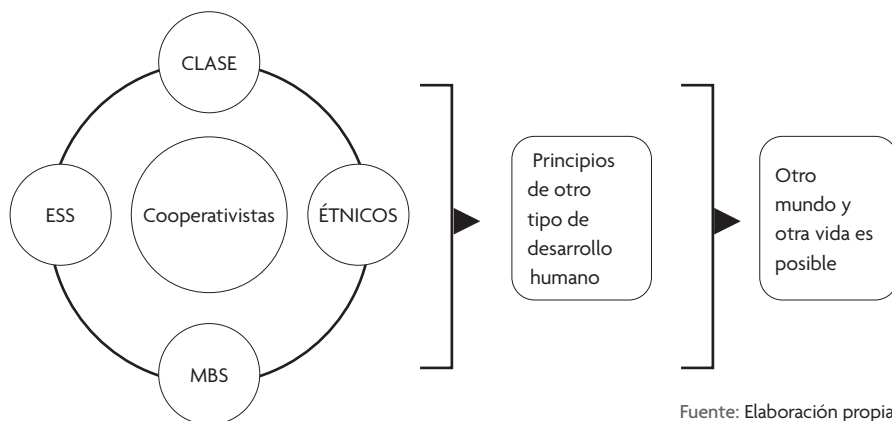 CLASE
ESS
Cooperativistas
ÉTNICOS
MBS
Principios
de otro
tipo de
desarrollo
humano
Otro
mundo y
otra vida es
posible
Fuente: Elaboración propia